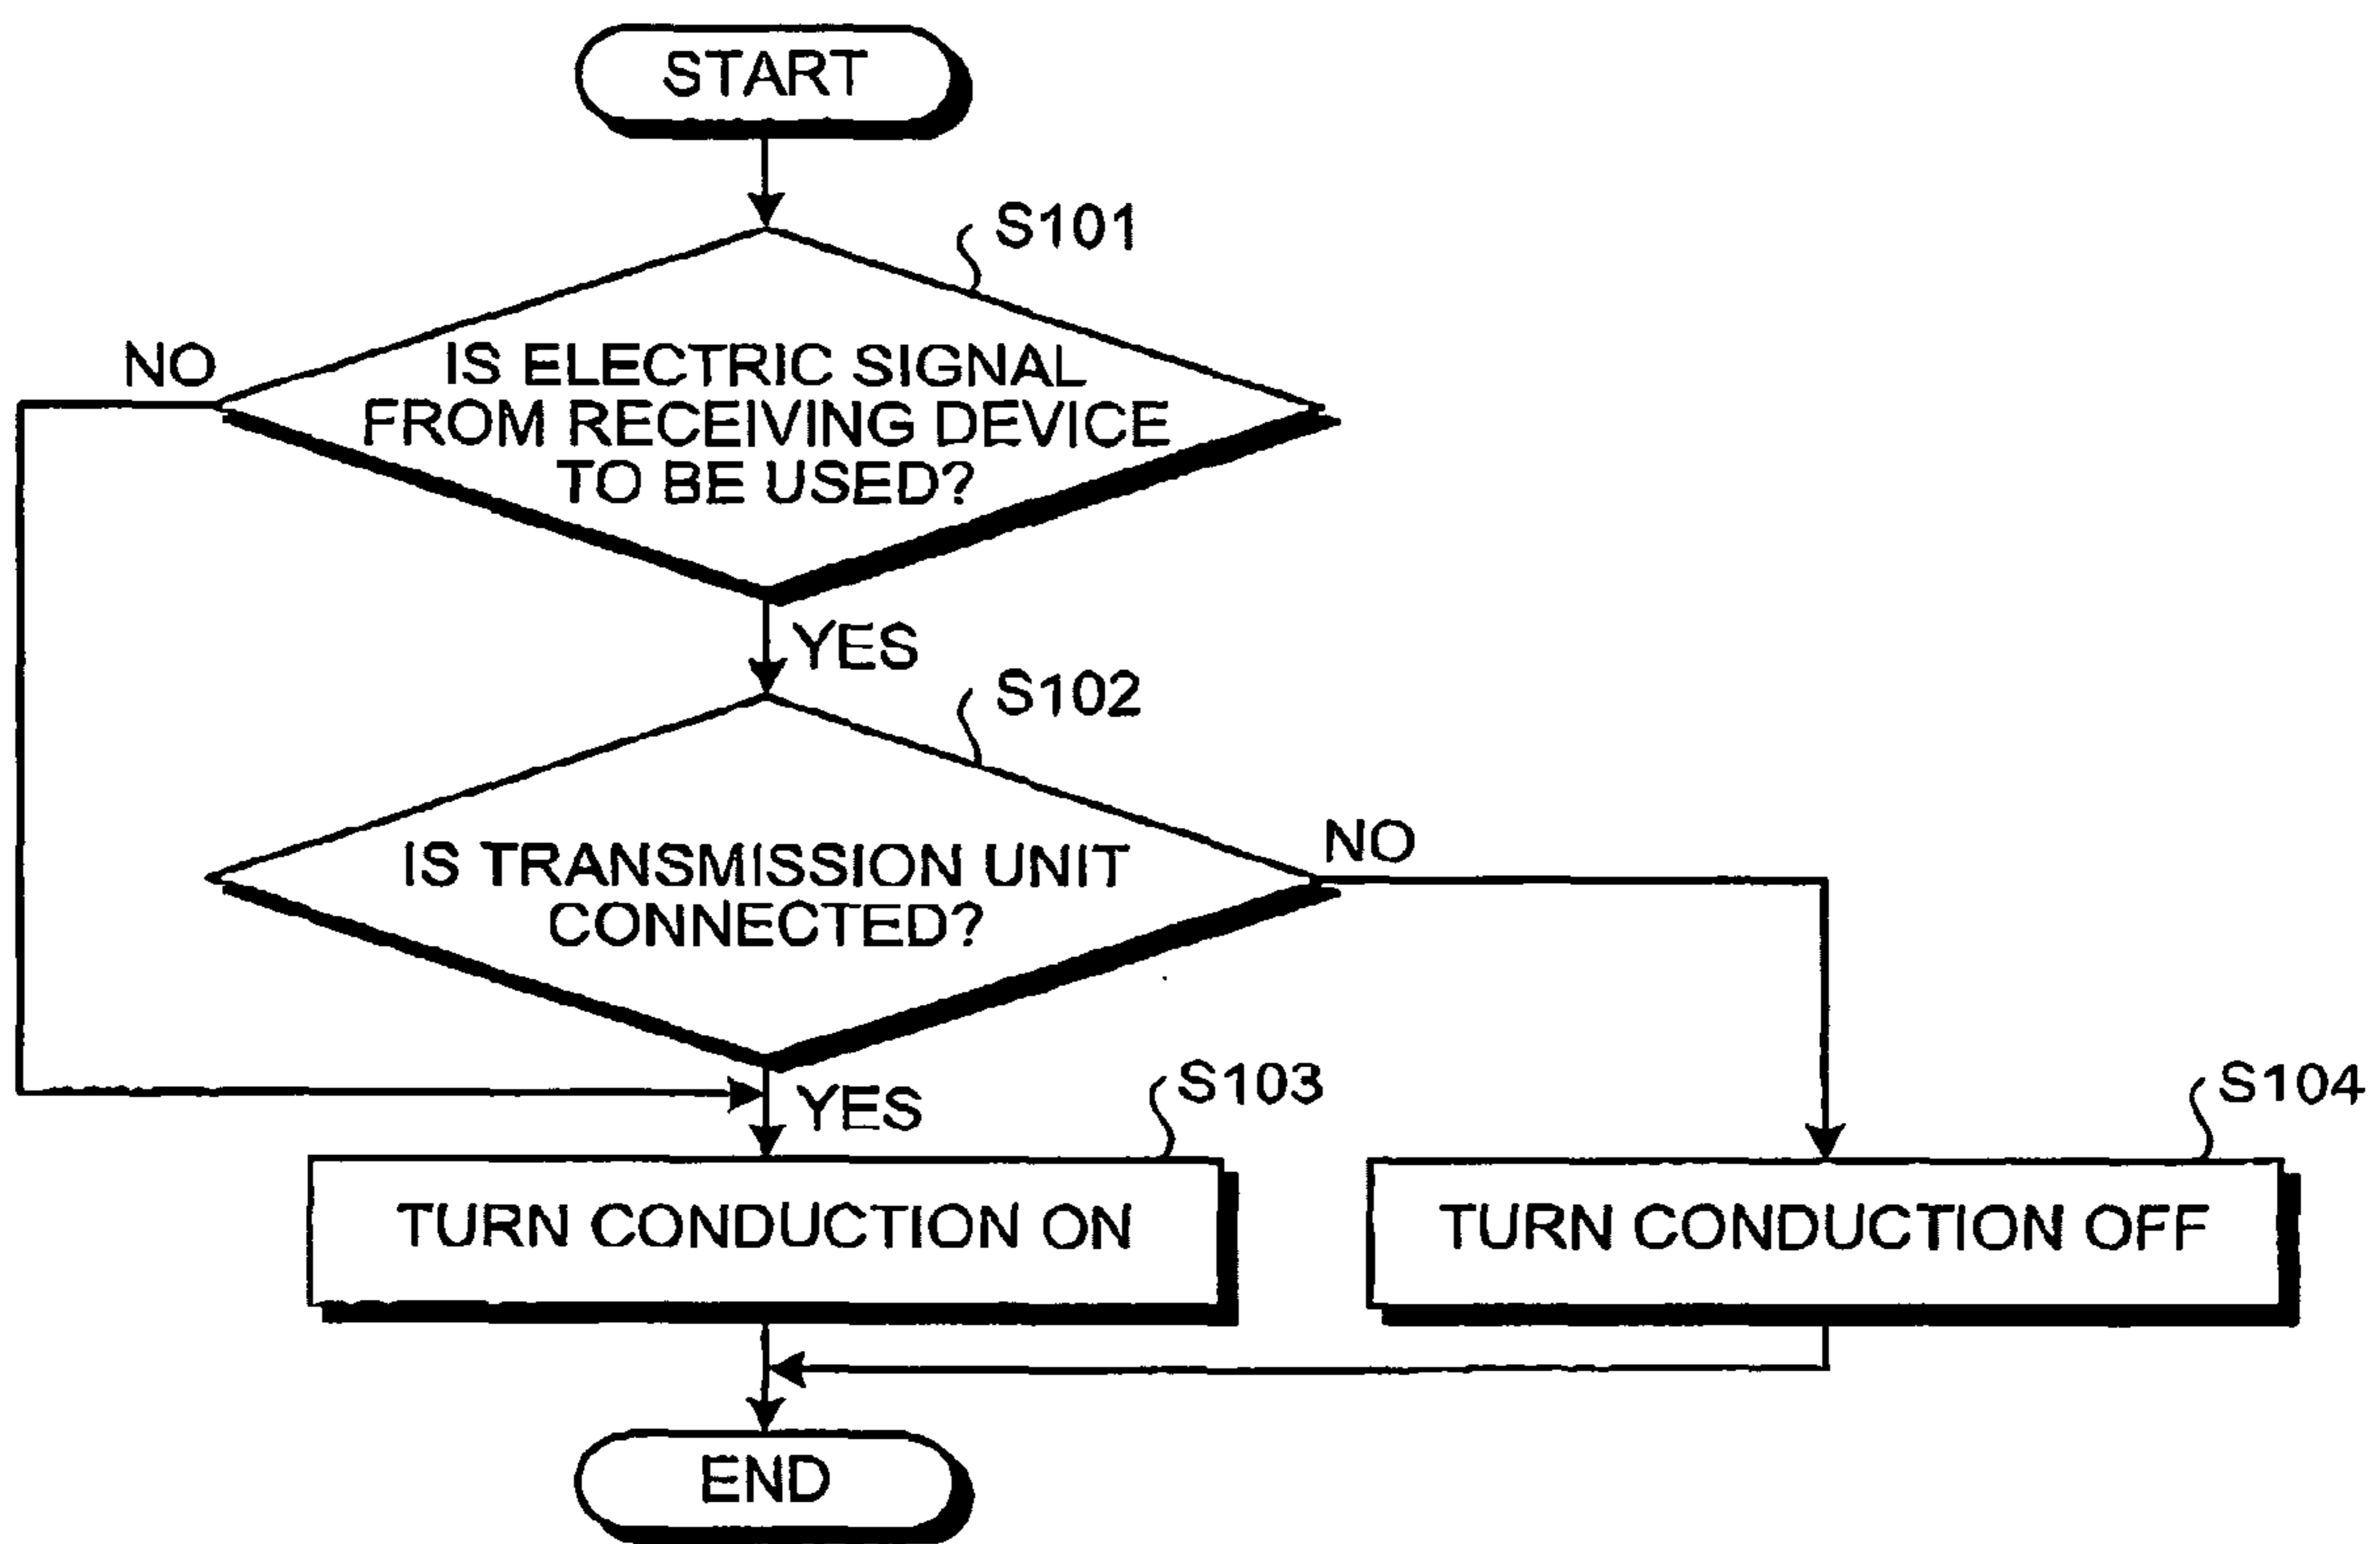 START
S101
NO
IS ELECTRIC SIGNAL
FROM RECEIVING DEVICE
TO BE USED?
YES
S102
IS TRANSMISSION UNIT
CONNECTED?
NO
YES
S103
S104
TURN CONDUCTION ON
TURN CONDUCTION OFF
END